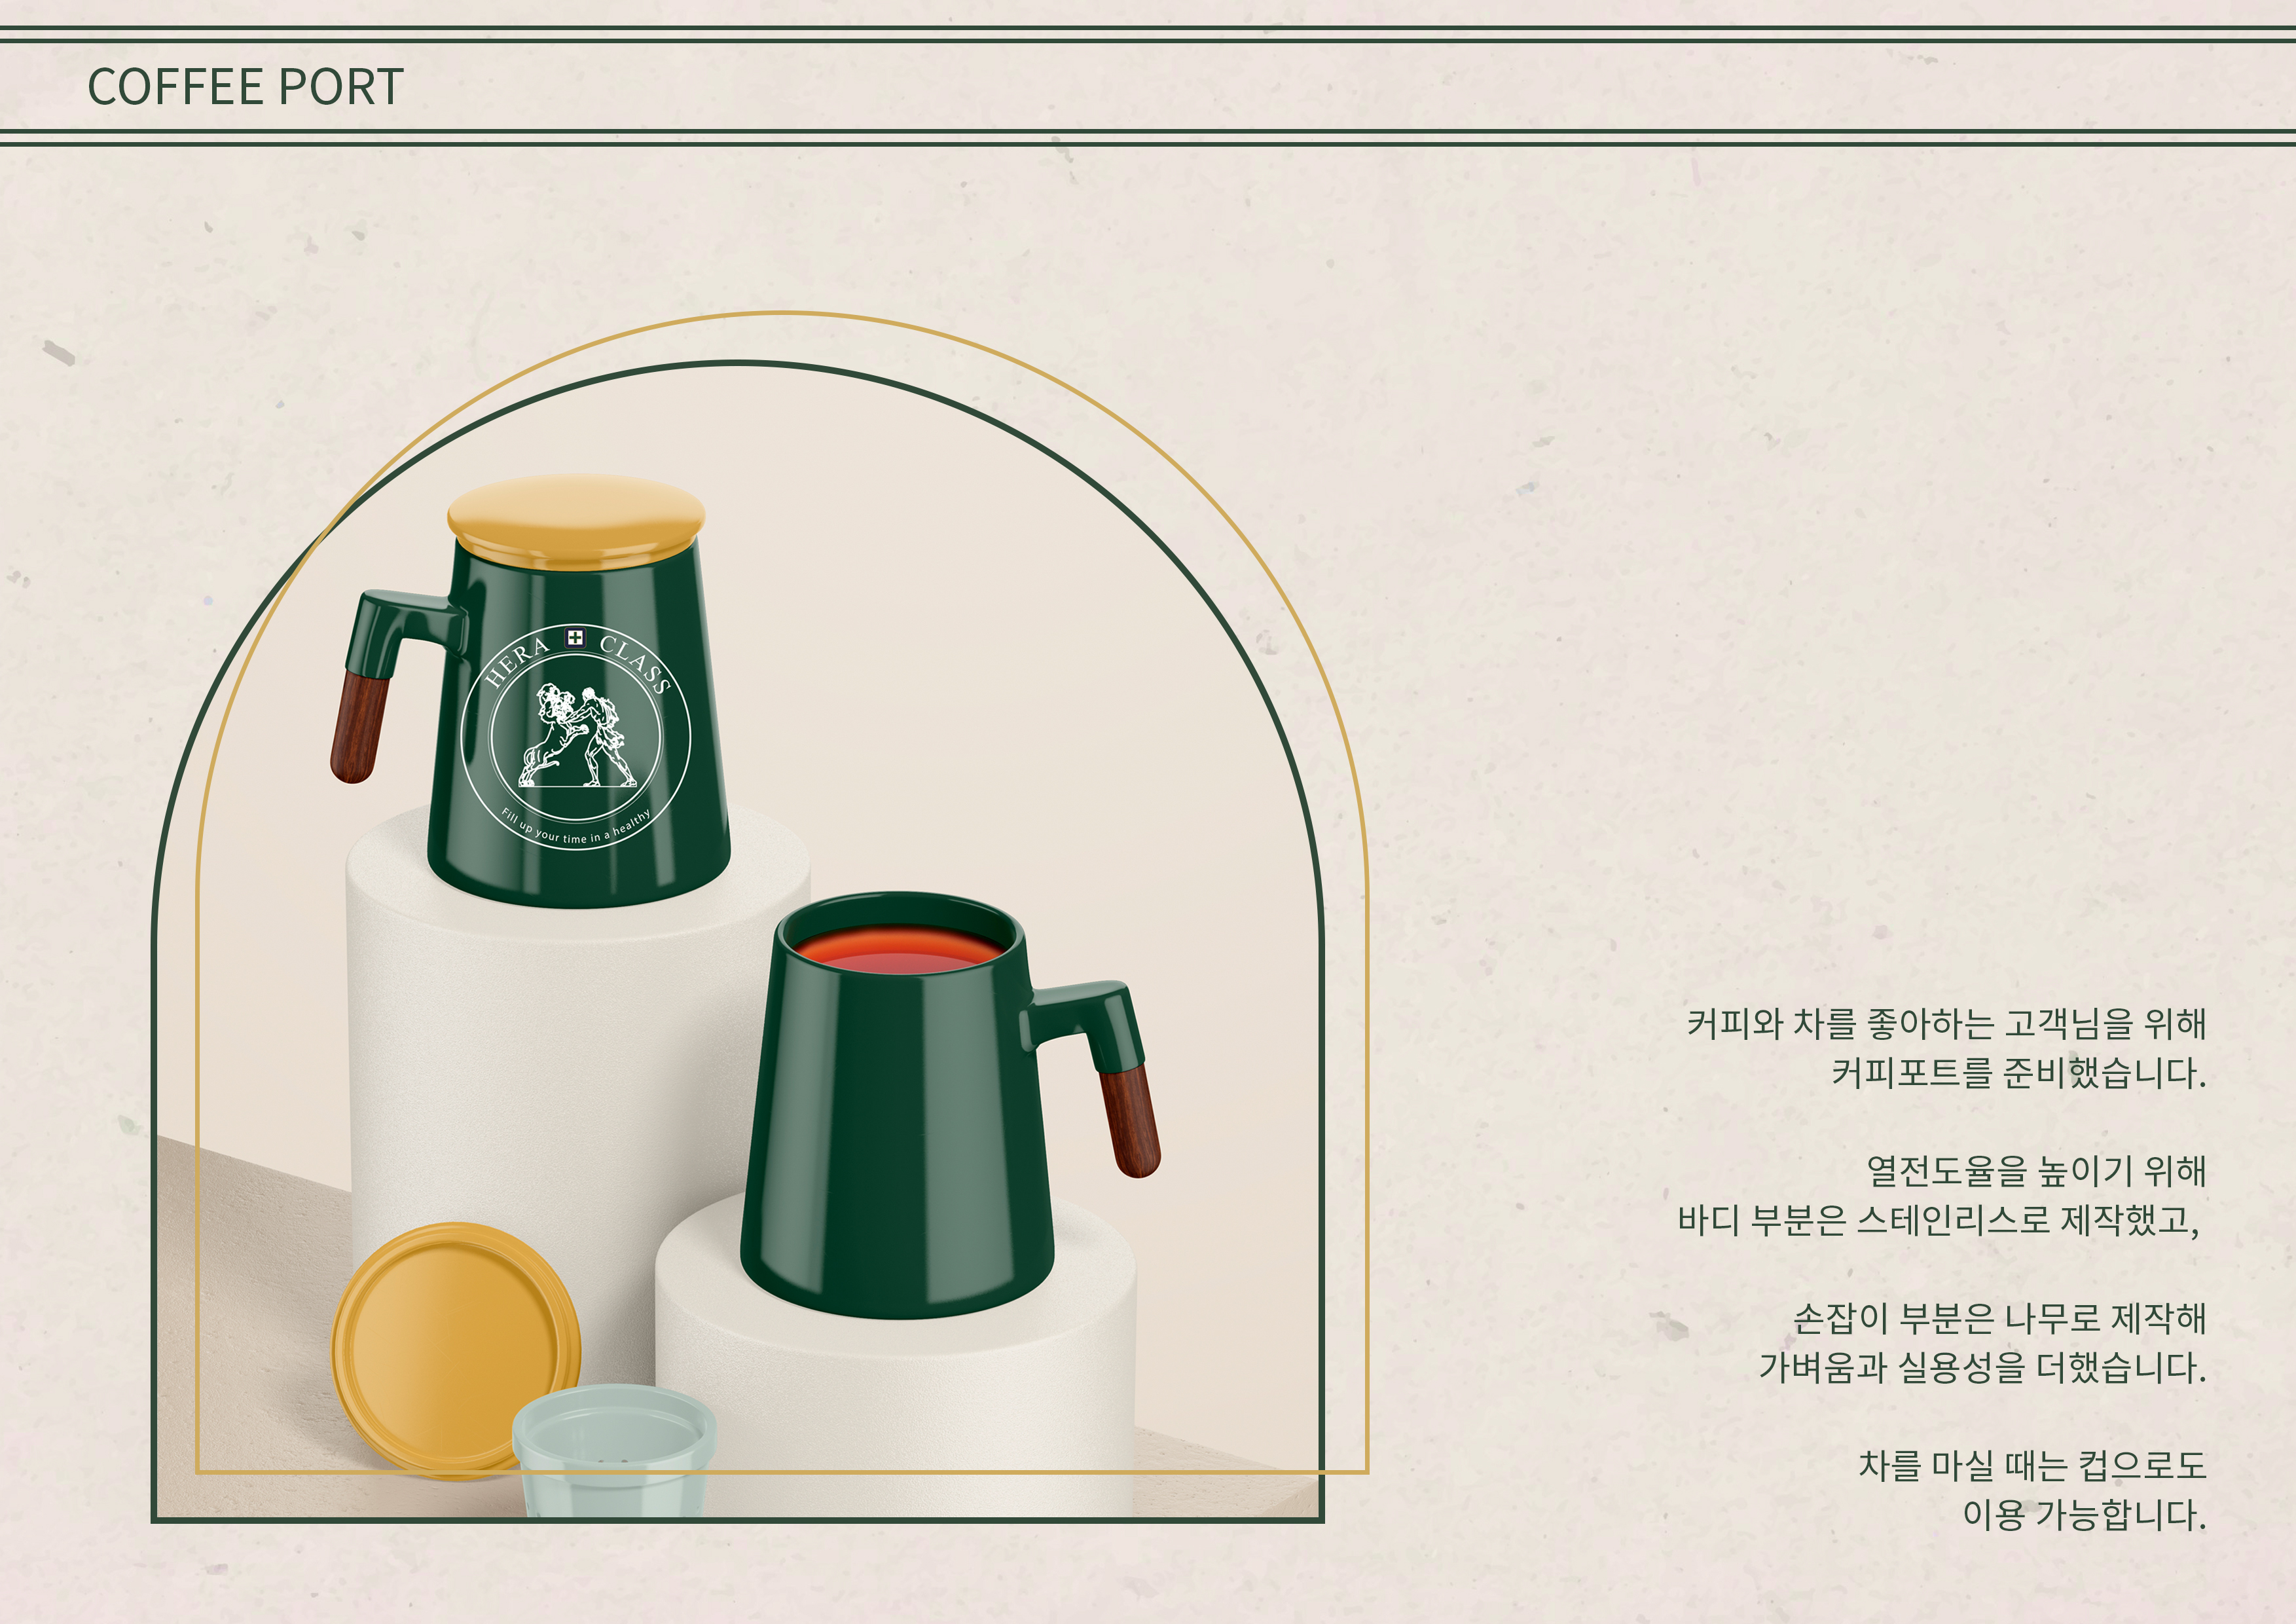 COFFEE PORT
HERA CLASS
Fill up your time in a healthy
커피와 차를 좋아하는 고객님을 위해
커피포트를 준비했습니다.
열전도율을 높이기 위해
바디 부분은 스테인리스로 제작했고,
손잡이 부분은 나무로 제작해
가벼움과 실용성을 더했습니다.
차를 마실 때는 컵으로도
이용 가능합니다.